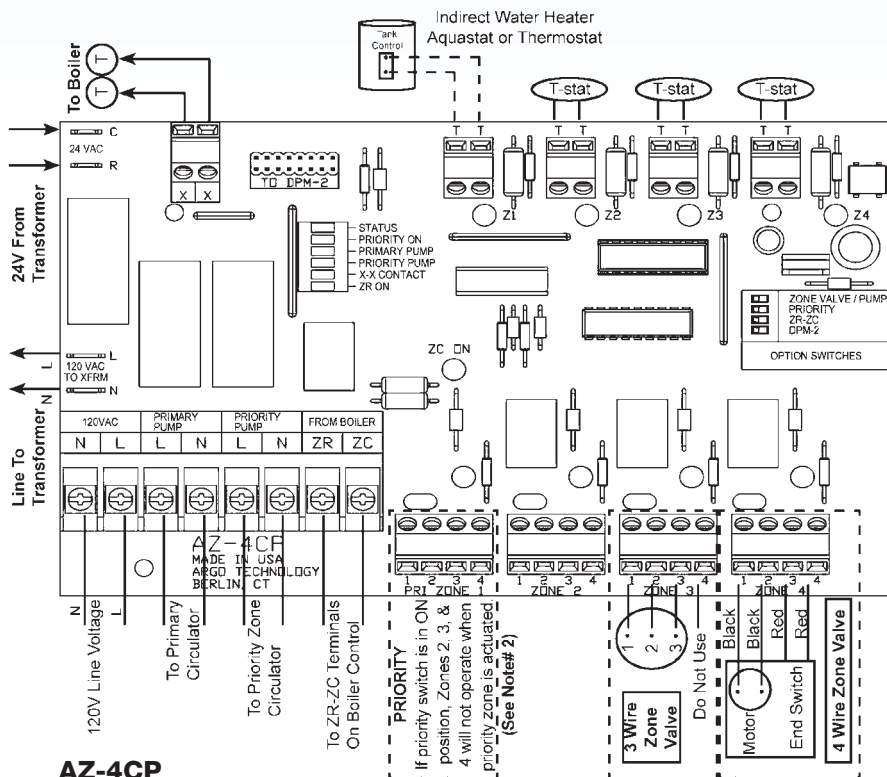 Indirect Water Heater
Aquastat or Thermostat
Tank
Control
To Boiler
T
T
T-stat
T-stat
T-stat
T T
T T
T T
T T
C
24 VAC
R
X X
TO DPM-2
24V From
Transformer
Z1
Z2
Z3
Z4
STATUS
PRIORITY ON
PRIMARY PUMP
PRIORITY PUMP
X-X CONTACT
ZR ON
ZONE VALVE / PUMP
PRIORITY
ZR-ZC
DPM-2
OPTION SWITCHES
ZC ON
L
L
120 VAC
TO XFRM
N
N
Line To
Transformer
120VAC
PRIMARY
PUMP
PRIORITY
PUMP
FROM BOILER
N L L N L N ZR ZC
AZ-4CP
MADE IN USA
ARGO TECHNOLOGY
BERLIN, CT
1 2 3 4
PRI ZONE 1
1 2 3 4
ZONE 2
1 2 3 4
ZONE 3
1 2 3 4
ZONE 4
N
L
120V Line Voltage
To Primary
Circulator
To Priority Zone
Circulator
To ZR-ZC Terminals
On Boiler Control
PRIORITY
If priority switch is in ON
position, Zones 2, 3, &
4 will not operate when
priority zone is actuated.
(See Note# 2)
1
2
3
3 Wire
Zone
Valve
Do Not Use
Black
Black
Red
Red
Motor
End Switch
4 Wire Zone Valve
AZ-4CP